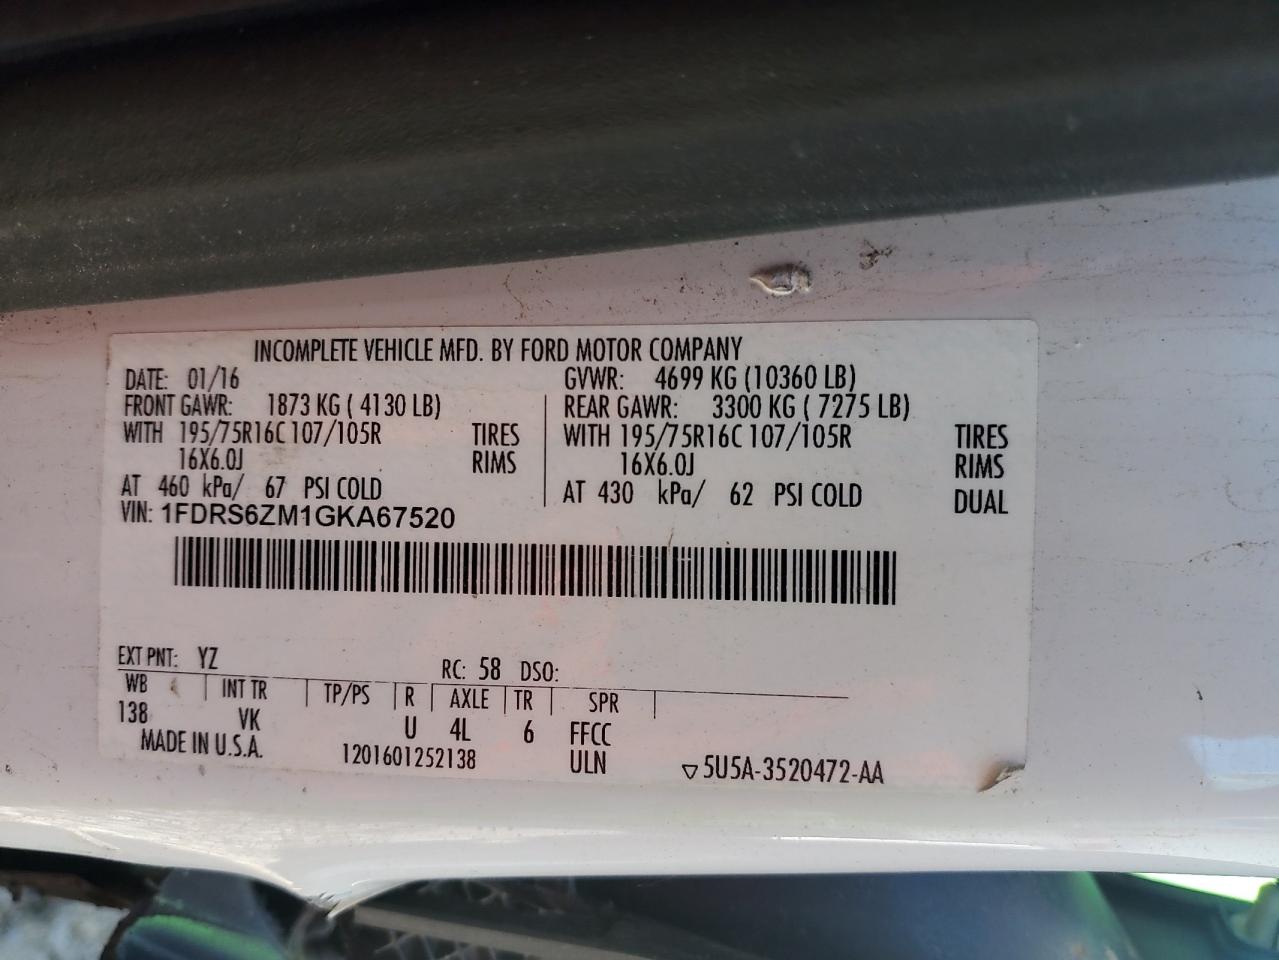 INCOMPLETE VEHICLE MFD. BY FORD MOTOR COMPANY
DATE: 01/16 GVWR: 4699 KG (10360 LB)
FRONT GAWR: 1873 KG ( 4130 LB) REAR GAWR: 3300 KG ( 7275 LB)
WITH 195/75R16C 107/105R TIRES WITH 195/75R16C 107/105R TIRES
16X6.0J RIMS 16X6.0J RIMS
AT 460 kPa/ 67 PSI COLD AT 430 kPa/ 62 PSI COLD DUAL
VIN: 1FDRS6ZM1GKA67520
EXT PNT: YZ RC: 58 DSO:
WB INT TR TP/PS R AXLE TR SPR
138 VK U 4L 6 FFCC
MADE IN U.S.A. 1201601252138 ULN ▽5U5A-3520472-AA